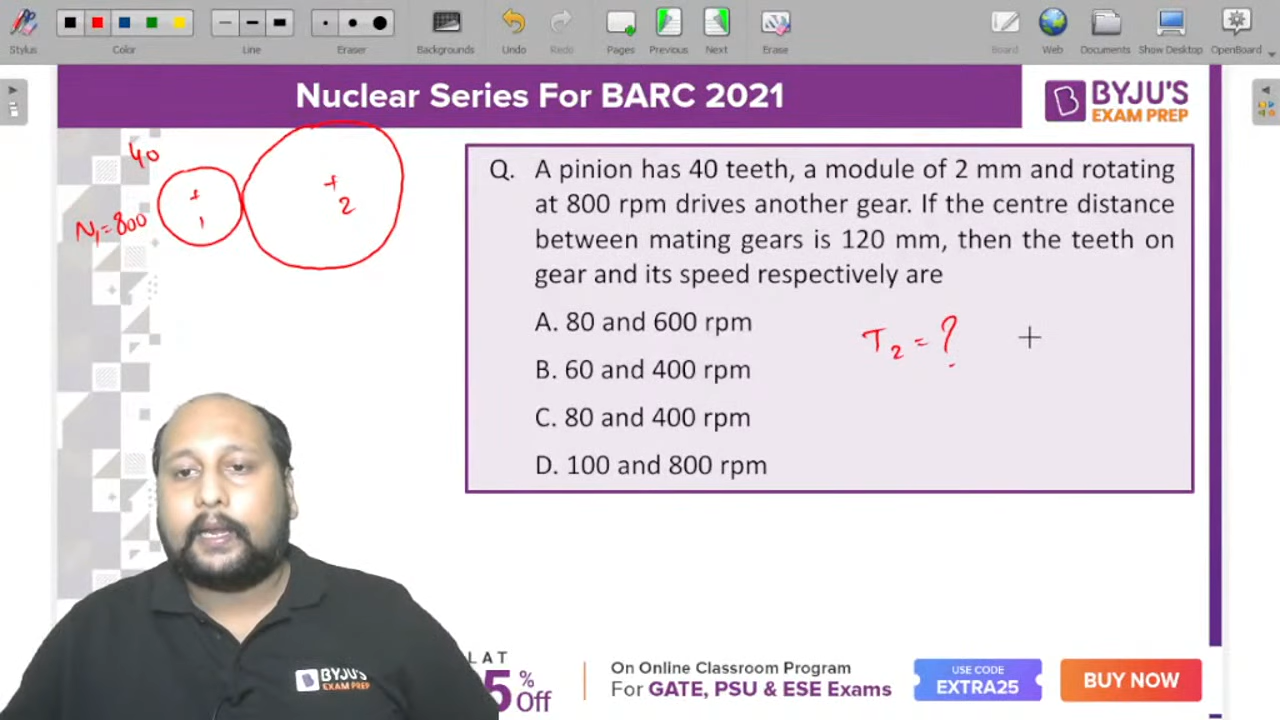 Stylus
Color
Line
Eraser
Backgrounds
Undo
Redo
Pages
Previous
Next
Erase
Board
Web
Documents
Show Desktop
OpenBoard
Nuclear Series For BARC 2021
BYJU'S
EXAM PREP
40
N₁=800
1
2
Q. A pinion has 40 teeth, a module of 2 mm and rotating
at 800 rpm drives another gear. If the centre distance
between mating gears is 120 mm, then the teeth on
gear and its speed respectively are
A. 80 and 600 rpm
B. 60 and 400 rpm
C. 80 and 400 rpm
D. 100 and 800 rpm
T₂ = ?
BYJU'S
EXAM PREP
LAT
5%
Off
On Online Classroom Program
For GATE, PSU & ESE Exams
USE CODE
EXTRA25
BUY NOW